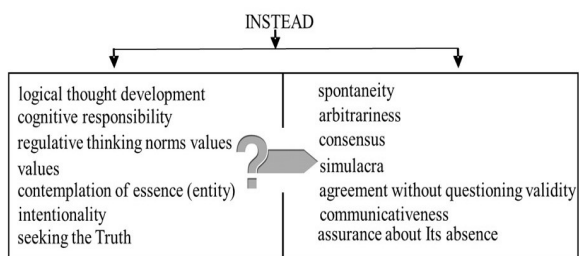 INSTEAD
logical thought development
cognitive responsibility
regulative thinking norms values
values
contemplation of essence (entity)
intentionality
seeking the Truth
?
spontaneity
arbitrariness
consensus
simulacra
agreement without questioning validity
communicativeness
assurance about Its absence